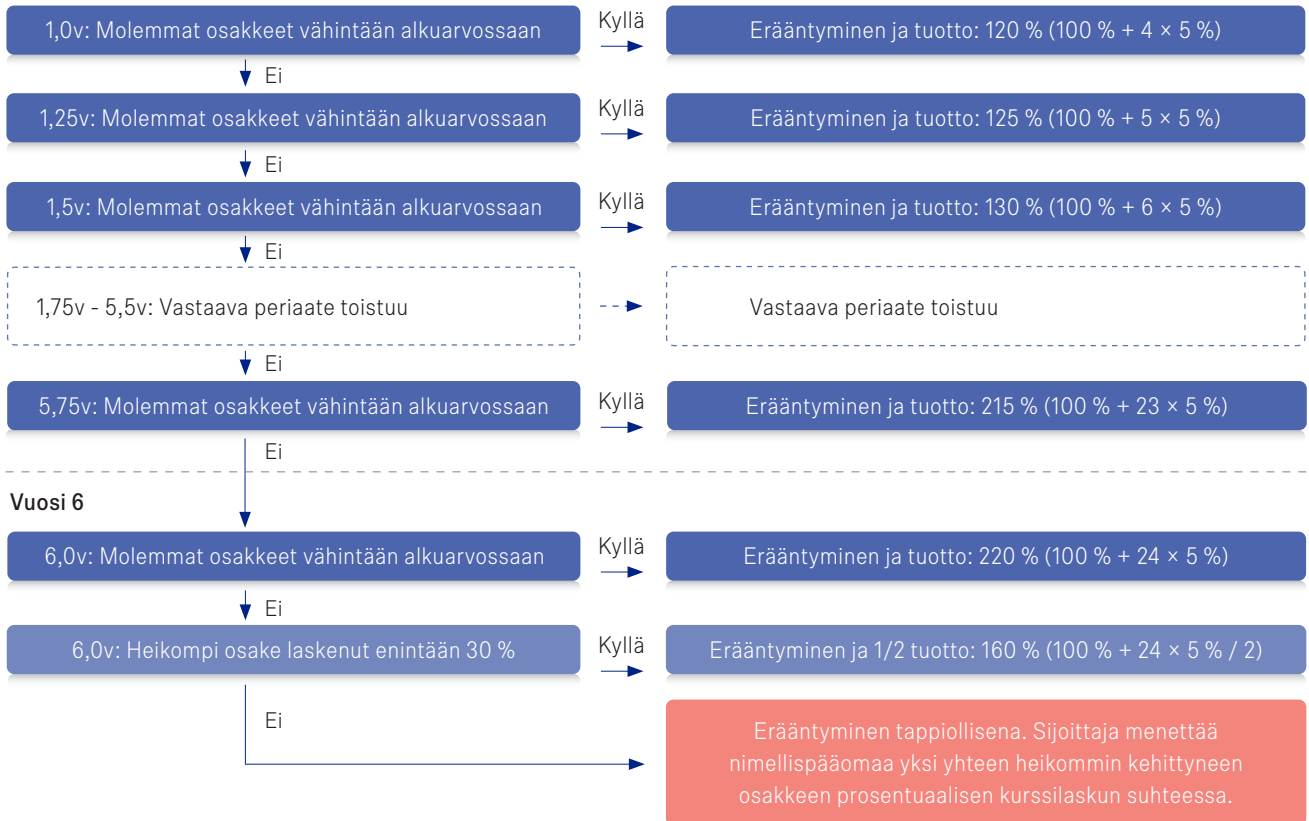 1,0v: Molemmat osakkeet vähintään alkuarvossaan
Kyllä
Erääntyminen ja tuotto: 120 % (100 % + 4 × 5 %)
Ei
1,25v: Molemmat osakkeet vähintään alkuarvossaan
Kyllä
Erääntyminen ja tuotto: 125 % (100 % + 5 × 5 %)
Ei
1,5v: Molemmat osakkeet vähintään alkuarvossaan
Kyllä
Erääntyminen ja tuotto: 130 % (100 % + 6 × 5 %)
Ei
1,75v - 5,5v: Vastaava periaate toistuu
Vastaava periaate toistuu
Ei
5,75v: Molemmat osakkeet vähintään alkuarvossaan
Kyllä
Erääntyminen ja tuotto: 215 % (100 % + 23 × 5 %)
Ei
Vuosi 6
6,0v: Molemmat osakkeet vähintään alkuarvossaan
Kyllä
Erääntyminen ja tuotto: 220 % (100 % + 24 × 5 %)
Ei
6,0v: Heikompi osake laskenut enintään 30 %
Kyllä
Erääntyminen ja 1/2 tuotto: 160 % (100 % + 24 × 5 % / 2)
Ei
Erääntyminen tappiollisena. Sijoittaja menettää
nimellispääomaa yksi yhteen heikommin kehittyneen
osakkeen prosentuaalisen kurssilaskun suhteessa.